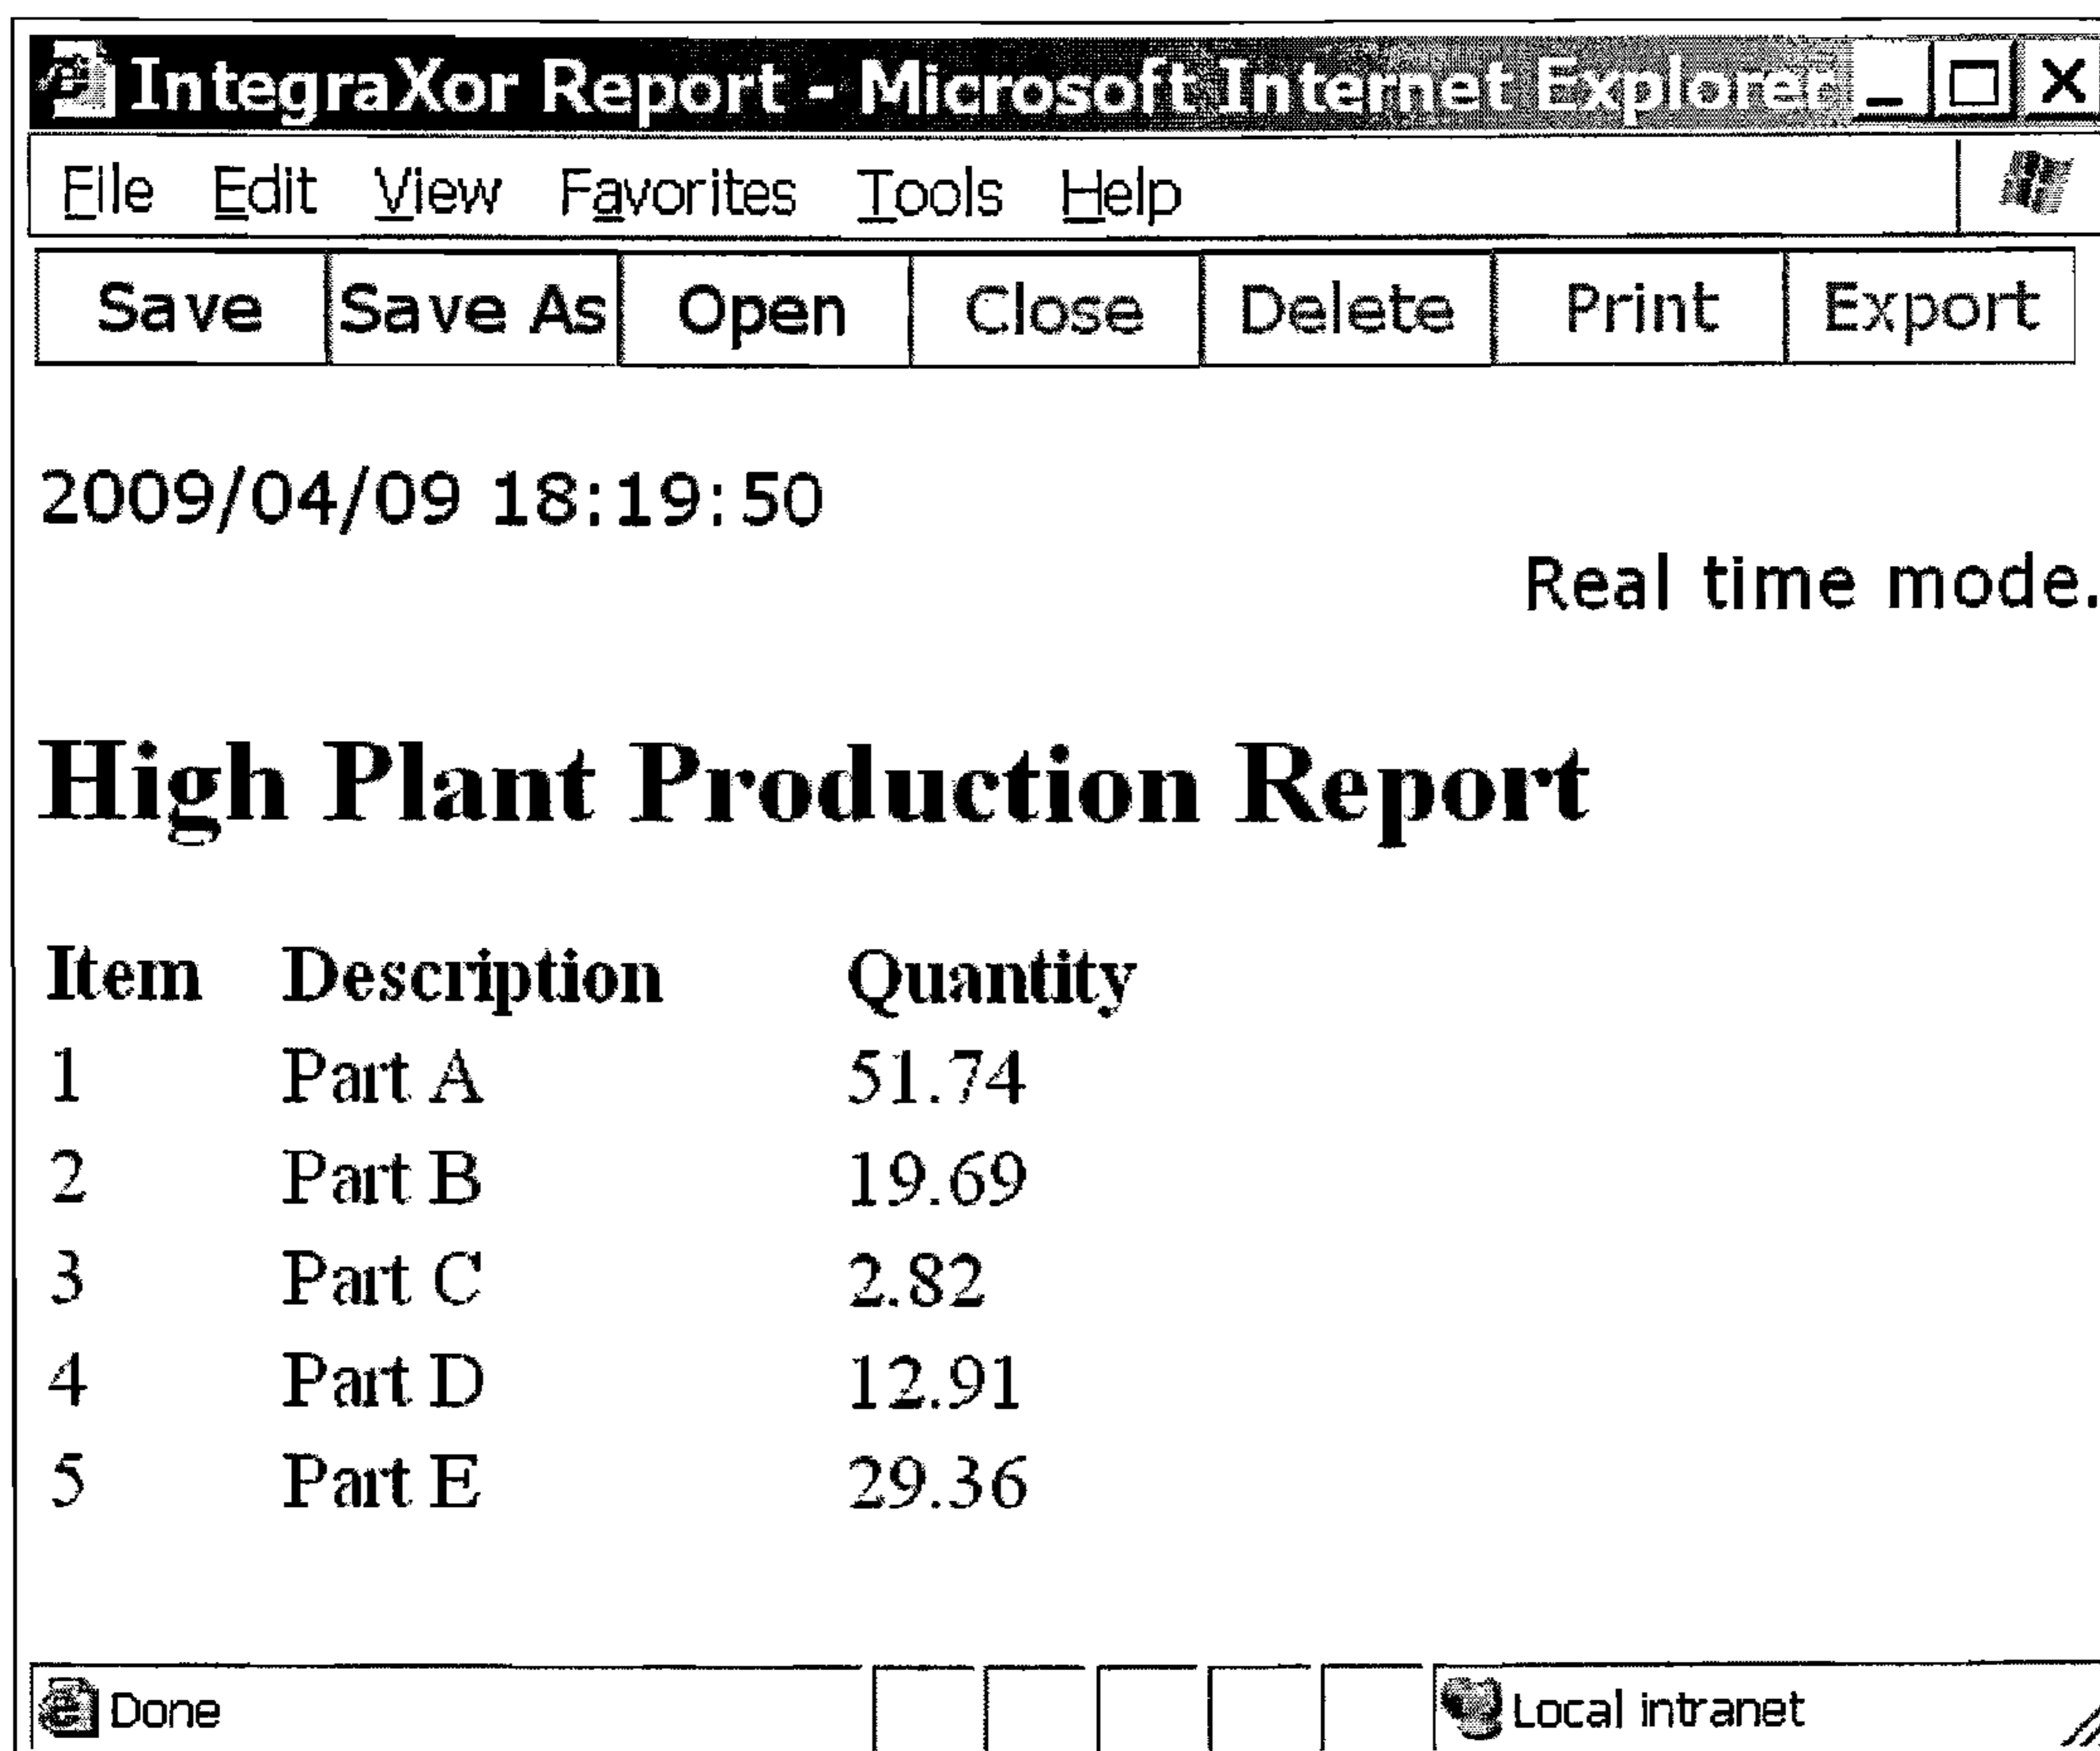 IntegraXor Report - Microsoft Internet Explorer
File Edit View Favorites Tools Help
Save Save As Open Close Delete Print Export
2009/04/09 18:19:50
Real time mode.
High Plant Production Report
Item Description Quantity
1 Part A 51.74
2 Part B 19.69
3 Part C 2.82
4 Part D 12.91
5 Part E 29.36
Done Local intranet